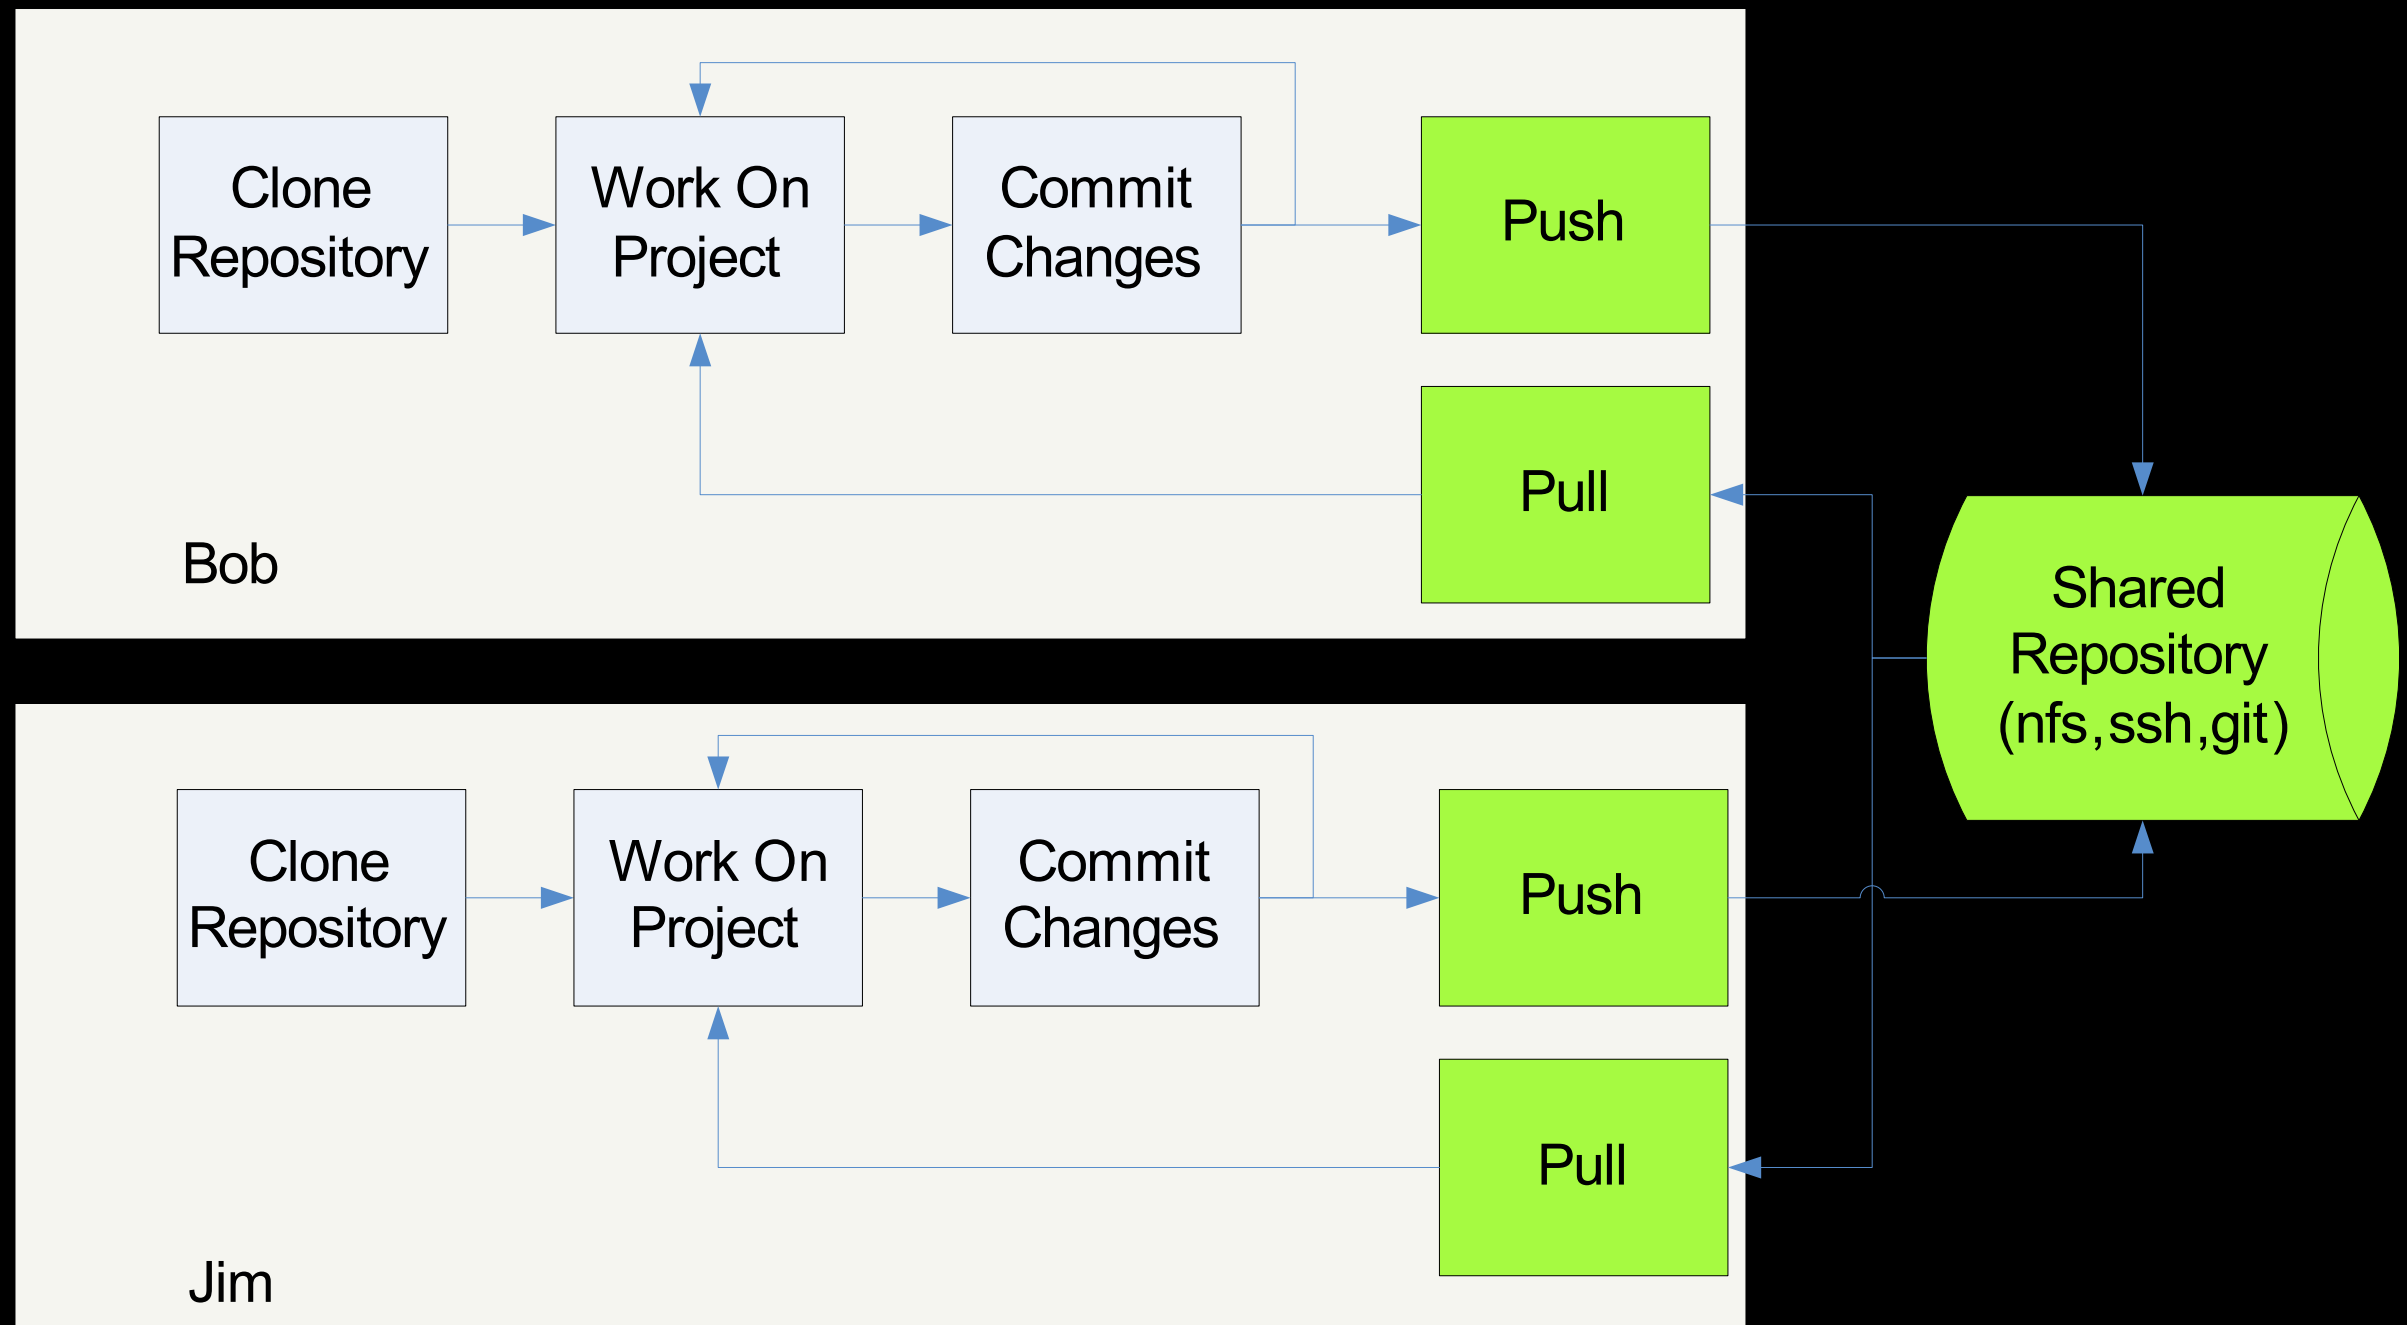 Clone
Repository
Work On
Project
Commit
Changes
Push
Pull
Bob
Shared
Repository
(nfs,ssh,git)
Clone
Repository
Work On
Project
Commit
Changes
Push
Pull
Jim